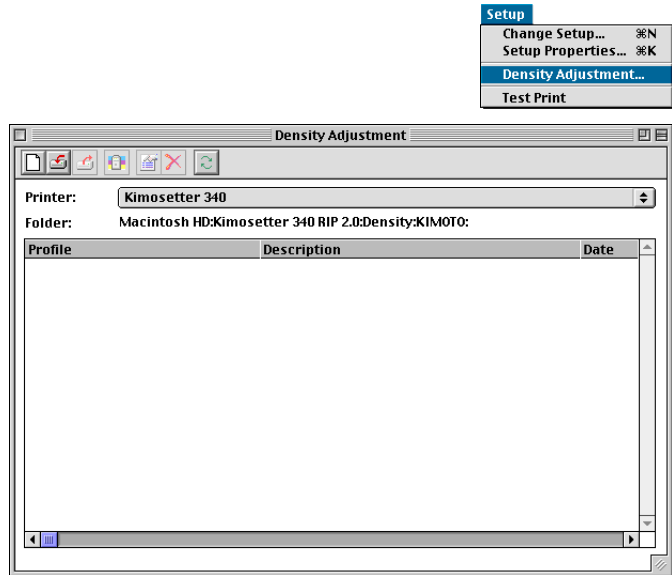 Setup
Change Setup... ⌘N
Setup Properties... ⌘K
Density Adjustment...
Test Print
Density Adjustment
Printer: Kimosetter 340
Folder: Macintosh HD:Kimosetter 340 RIP 2.0:Density:KIMOTO:
Profile Description Date